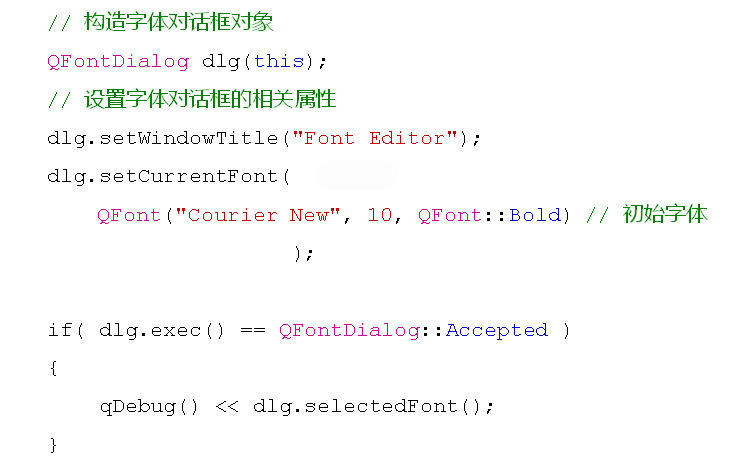 // 构造字体对话框对象
QFontDialog dlg(this);
// 设置字体对话框的相关属性
dlg.setWindowTitle("Font Editor");
dlg.setCurrentFont(
QFont("Courier New", 10, QFont::Bold) // 初始字体
);
if( dlg.exec() == QFontDialog::Accepted )
{
qDebug() << dlg.selectedFont();
}